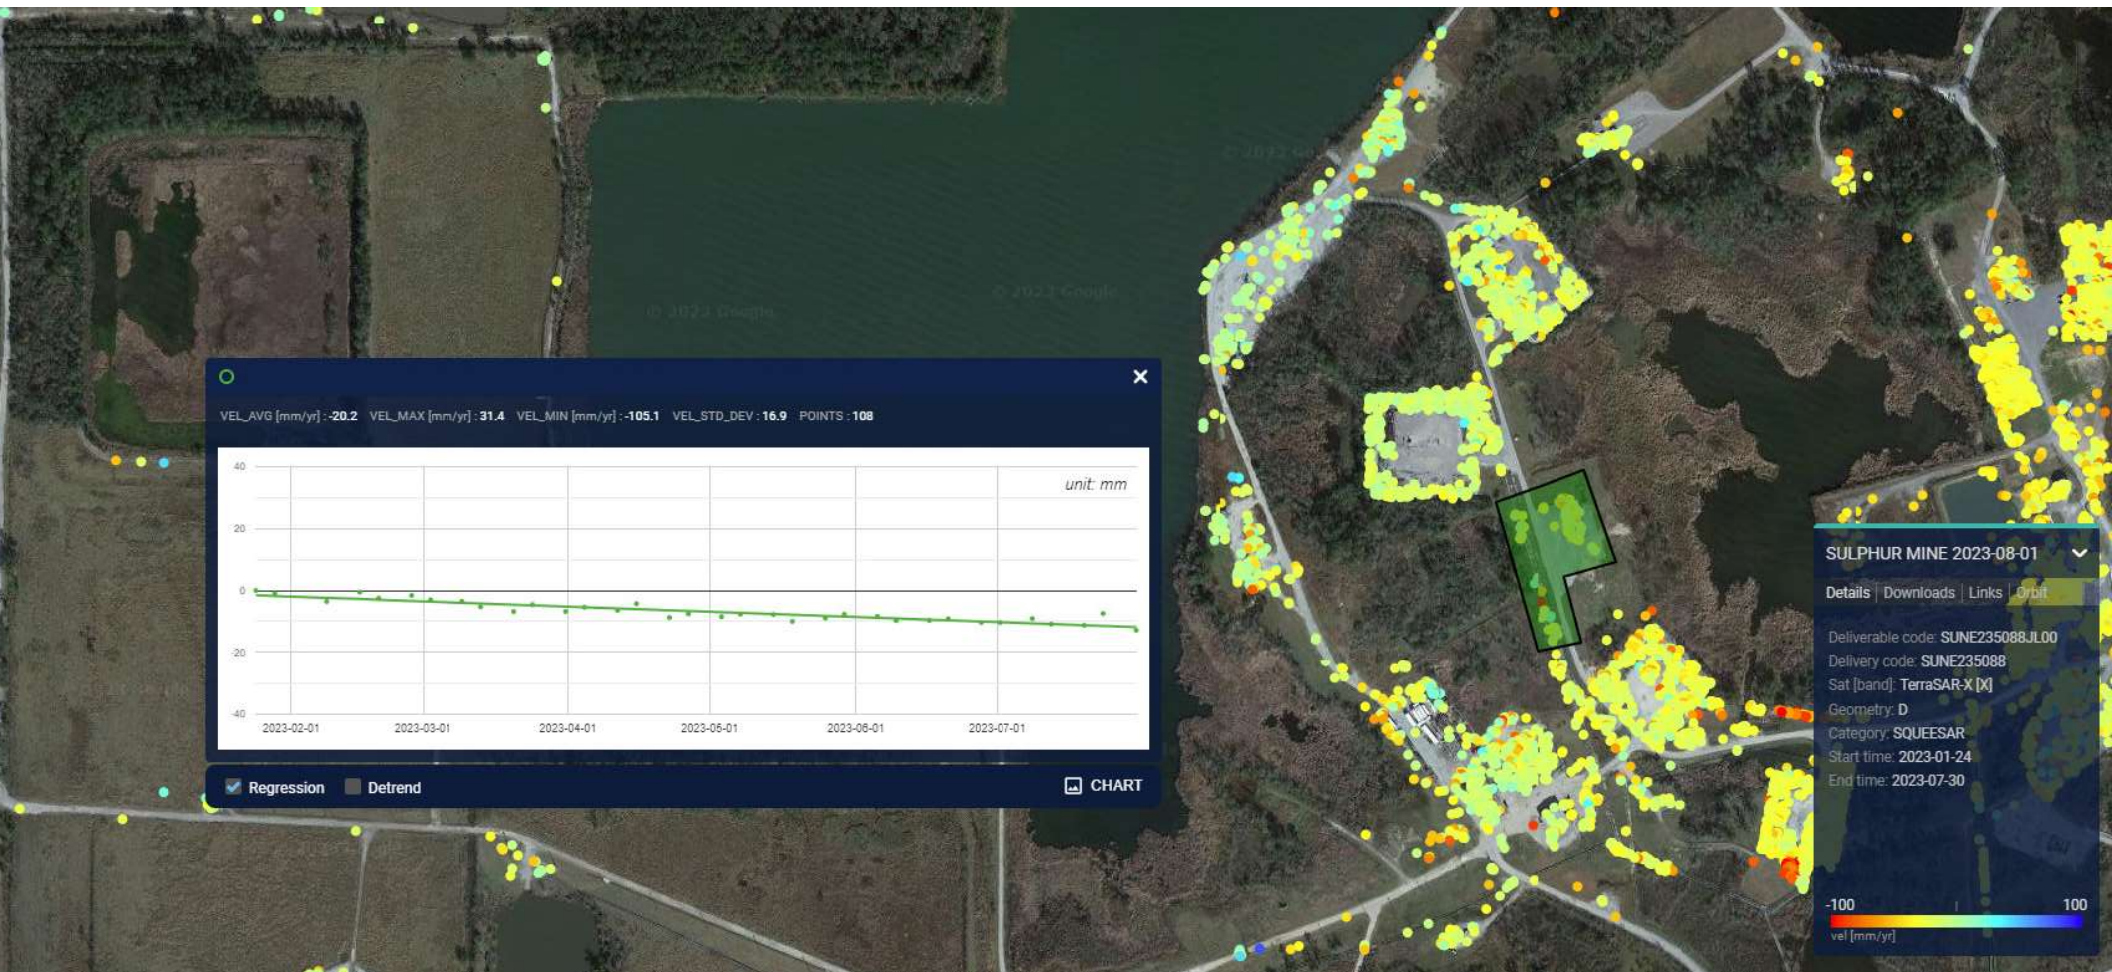 © 2023 Google
© 2023 Google
VEL_AVG [mm/yr] : -20.2 VEL_MAX [mm/yr] : 31.4 VEL_MIN [mm/yr] : -105.1 VEL_STD_DEV : 16.9 POINTS : 108
unit: mm
40
20
0
-20
-40
2023-02-01 2023-03-01 2023-04-01 2023-05-01 2023-06-01 2023-07-01
Regression Detrend CHART
SULPHUR MINE 2023-08-01
Details | Downloads | Links | Orbit
Deliverable code: SUNE235088JL00
Delivery code: SUNE235088
Sat [band]: TerraSAR-X [X]
Geometry: D
Category: SQUEESAR
Start time: 2023-01-24
End time: 2023-07-30
-100 100
vel [mm/yr]